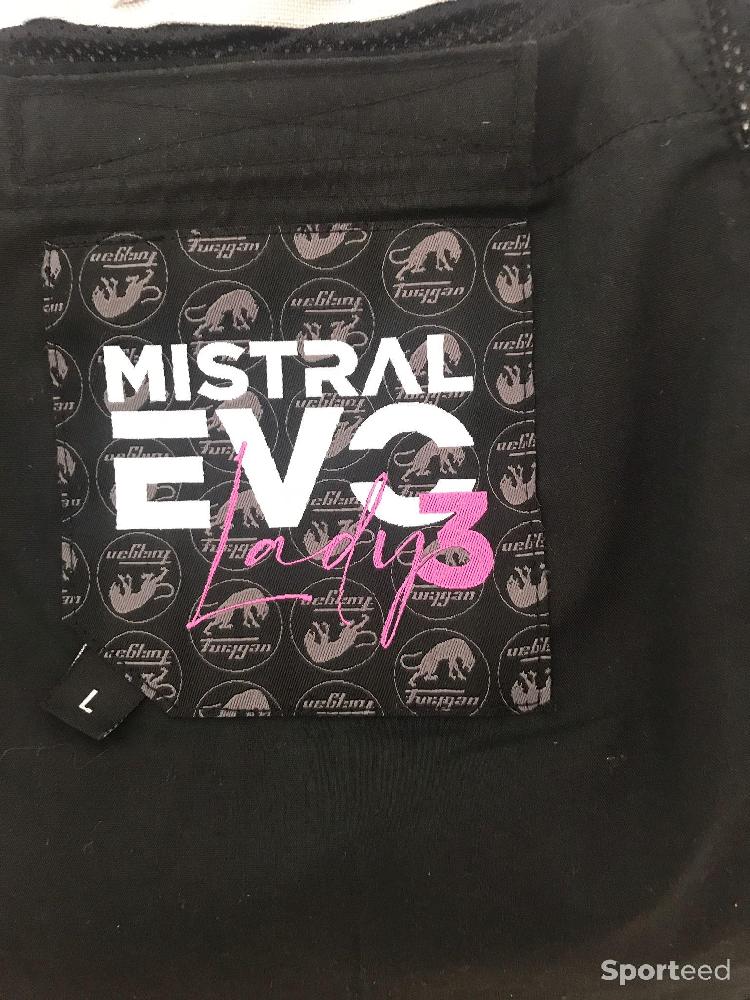 MISTRAL
EVO
Lady 3
L
Furygan
Sporteed